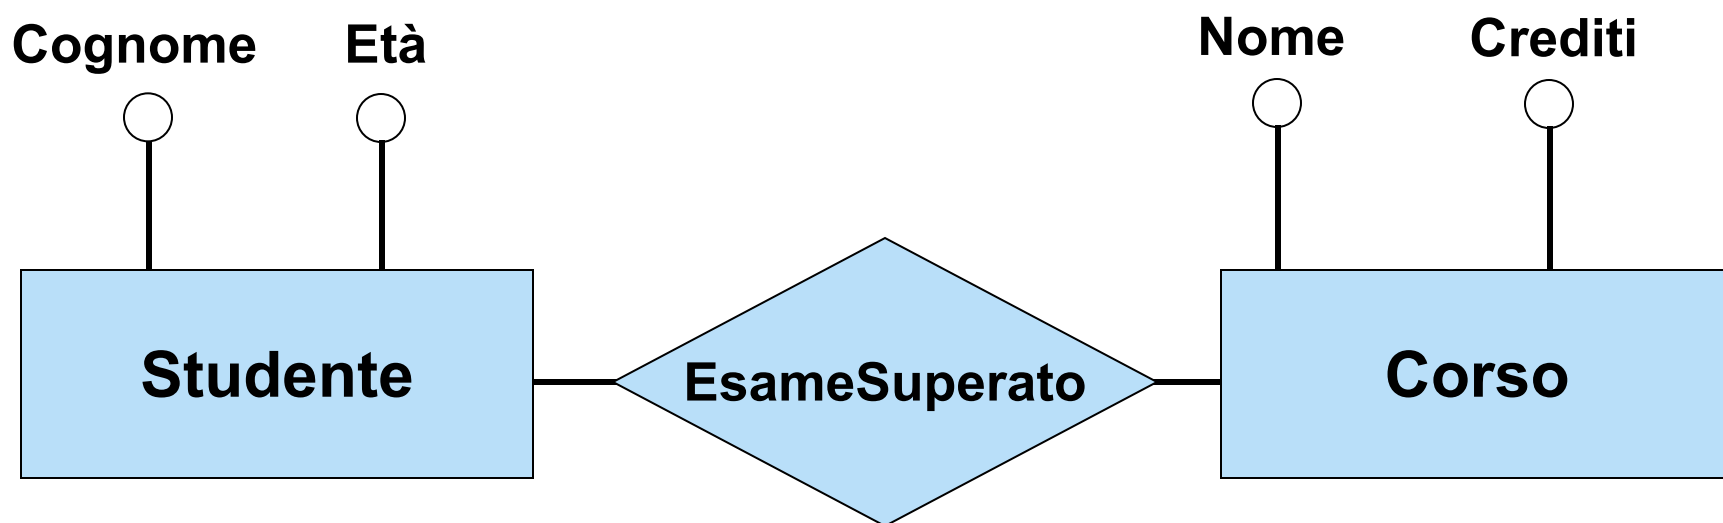 Cognome
Età
Nome
Crediti
Studente
EsameSuperato
Corso